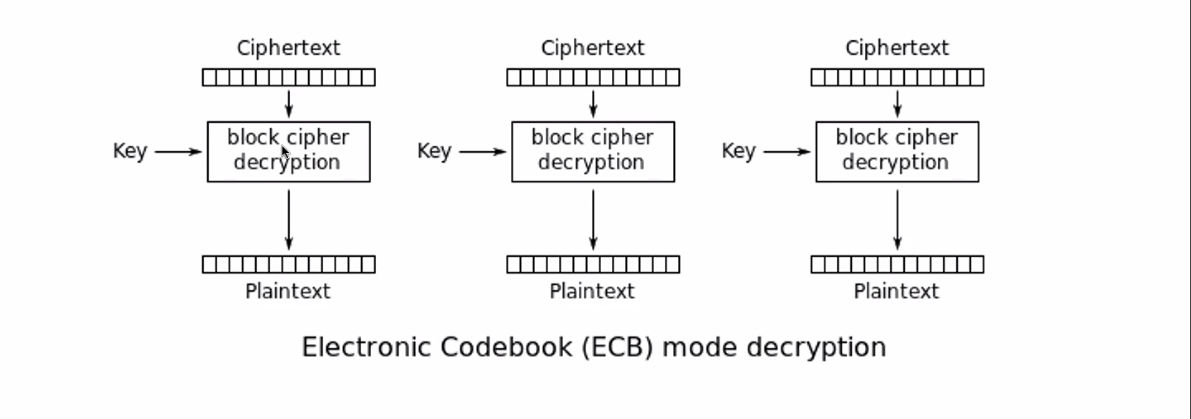 Ciphertext Ciphertext Ciphertext
Key block cipher decryption Key block cipher decryption Key block cipher decryption
Plaintext Plaintext Plaintext
Electronic Codebook (ECB) mode decryption